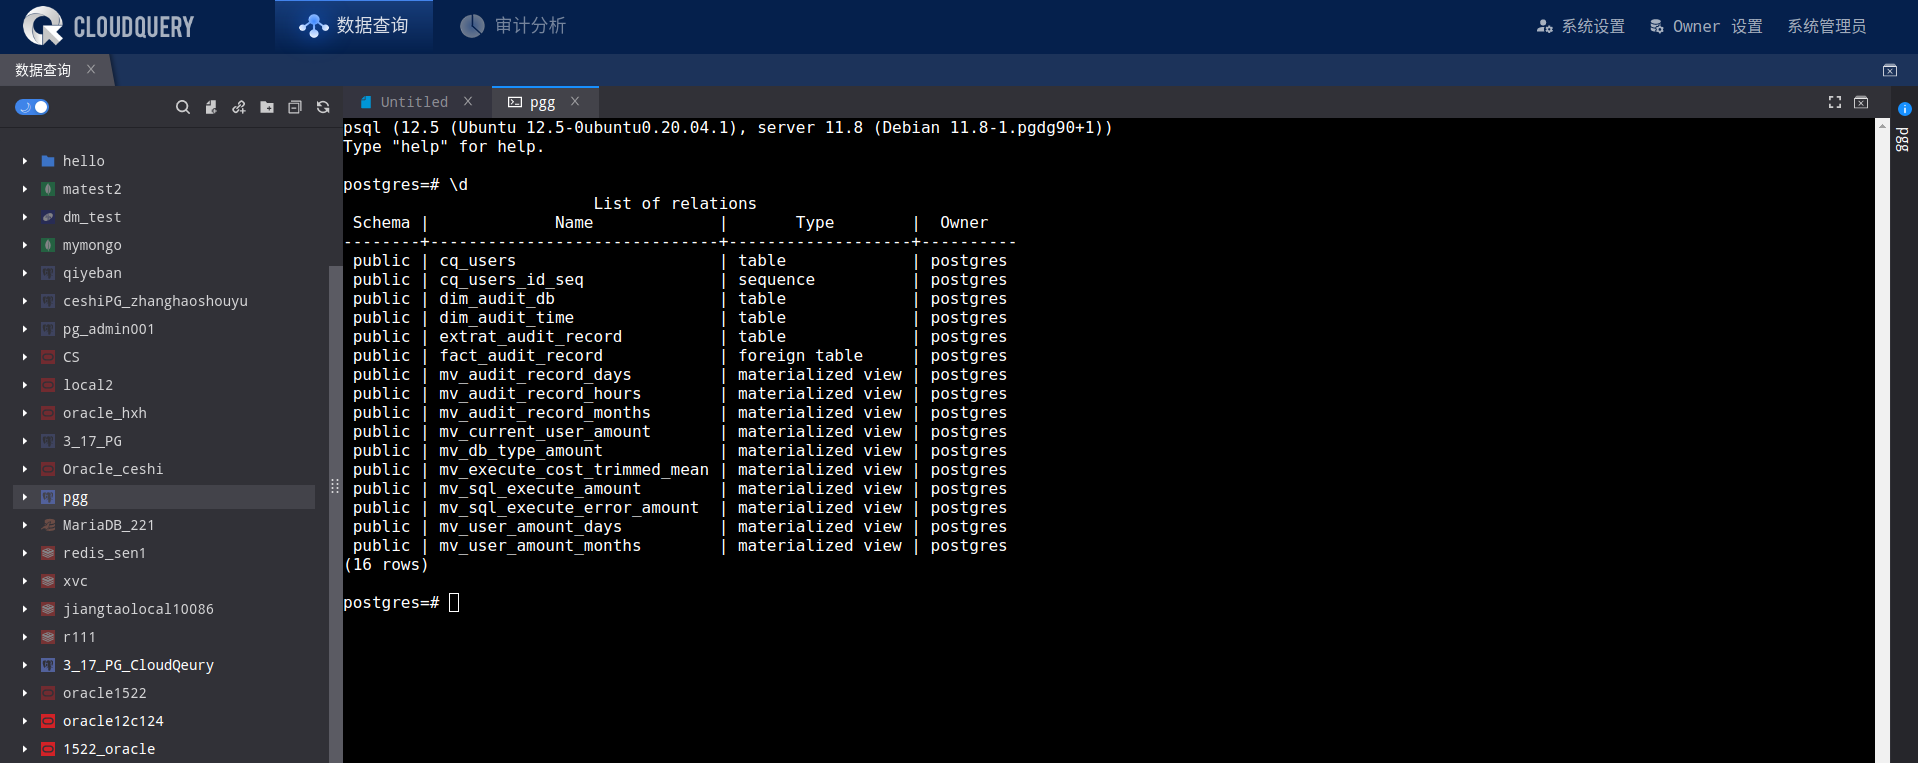 CLOUDQUERY 数据查询 审计分析 系统设置 Owner 设置 系统管理员
数据查询
Untitled pgg
hello
matest2
dm_test
mymongo
qiyeban
ceshiPG_zhanghaoshouyu
pg_admin001
CS
local2
oracle_hxh
3_17_PG
Oracle_ceshi
pgg
MariaDB_221
redis_sen1
xvc
jiangtaolocal10086
r111
3_17_PG_CloudQeury
oracle1522
oracle12c124
1522_oracle
psql (12.5 (Ubuntu 12.5-0ubuntu0.20.04.1), server 11.8 (Debian 11.8-1.pgdg90+1))
Type "help" for help.
postgres=# \d
List of relations
Schema | Name | Type | Owner
--------+------------------------------+-------------------+----------
public | cq_users | table | postgres
public | cq_users_id_seq | sequence | postgres
public | dim_audit_db | table | postgres
public | dim_audit_time | table | postgres
public | extrat_audit_record | table | postgres
public | fact_audit_record | foreign table | postgres
public | mv_audit_record_days | materialized view | postgres
public | mv_audit_record_hours | materialized view | postgres
public | mv_audit_record_months | materialized view | postgres
public | mv_current_user_amount | materialized view | postgres
public | mv_db_type_amount | materialized view | postgres
public | mv_execute_cost_trimmed_mean | materialized view | postgres
public | mv_sql_execute_amount | materialized view | postgres
public | mv_sql_execute_error_amount | materialized view | postgres
public | mv_user_amount_days | materialized view | postgres
public | mv_user_amount_months | materialized view | postgres
(16 rows)
postgres=#
pgg